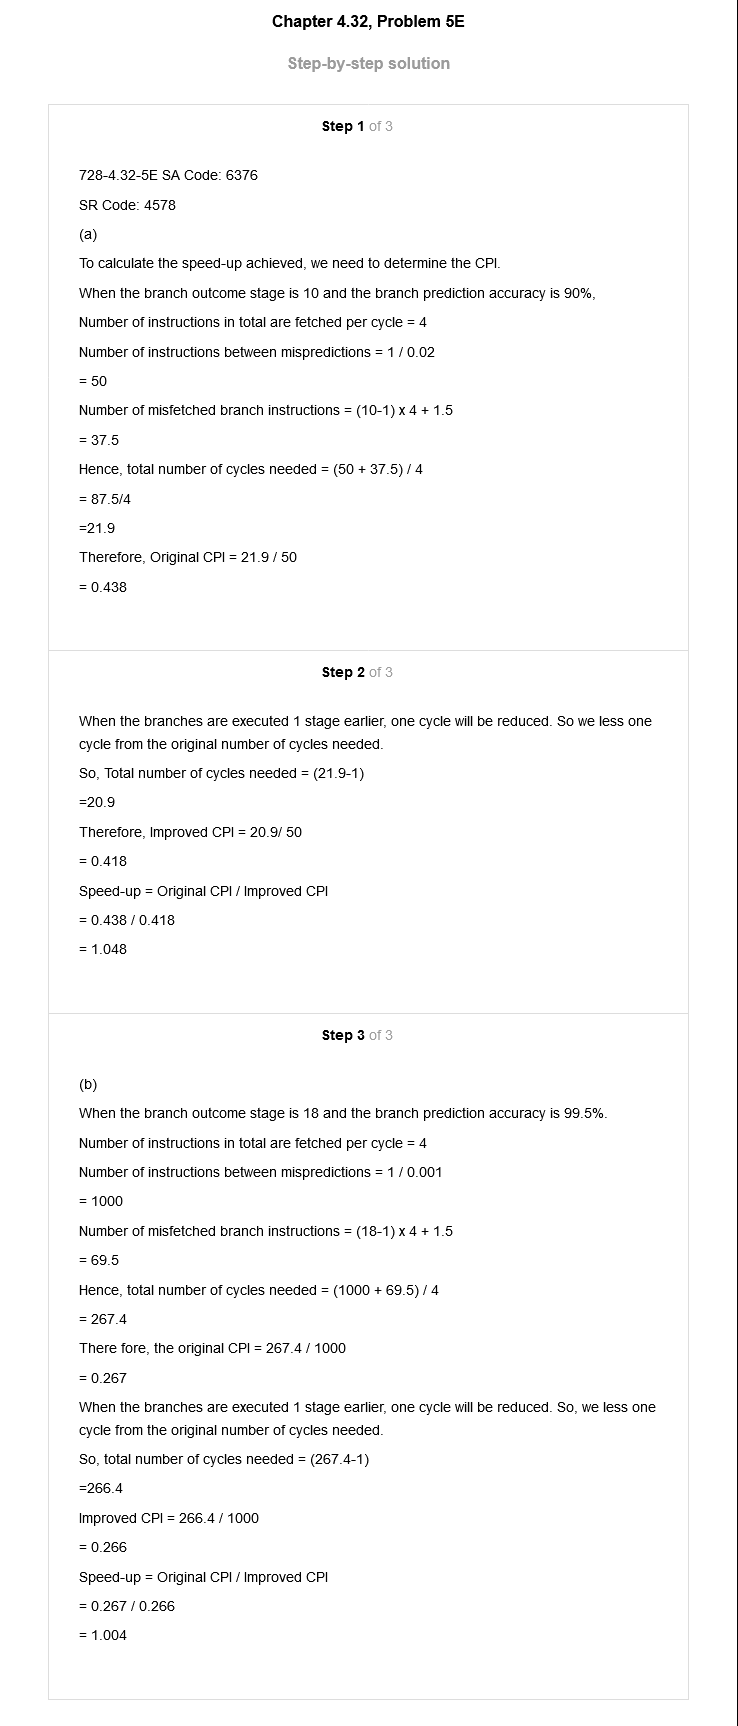 Chapter 4.32, Problem 5E
Step-by-step solution
Step 1 of 3
728-4.32-5E SA Code: 6376
SR Code: 4578
(a)
To calculate the speed-up achieved, we need to determine the CPI.
When the branch outcome stage is 10 and the branch prediction accuracy is 90%,
Number of instructions in total are fetched per cycle = 4
Number of instructions between mispredictions = 1 / 0.02
= 50
Number of misfetched branch instructions = (10-1) x 4 + 1.5
= 37.5
Hence, total number of cycles needed = (50 + 37.5) / 4
= 87.5/4
=21.9
Therefore, Original CPI = 21.9 / 50
= 0.438
Step 2 of 3
When the branches are executed 1 stage earlier, one cycle will be reduced. So we less one
cycle from the original number of cycles needed.
So, Total number of cycles needed = (21.9-1)
=20.9
Therefore, Improved CPI = 20.9/ 50
= 0.418
Speed-up = Original CPI / Improved CPI
= 0.438 / 0.418
= 1.048
Step 3 of 3
(b)
When the branch outcome stage is 18 and the branch prediction accuracy is 99.5%.
Number of instructions in total are fetched per cycle = 4
Number of instructions between mispredictions = 1 / 0.001
= 1000
Number of misfetched branch instructions = (18-1) x 4 + 1.5
= 69.5
Hence, total number of cycles needed = (1000 + 69.5) / 4
= 267.4
There fore, the original CPI = 267.4 / 1000
= 0.267
When the branches are executed 1 stage earlier, one cycle will be reduced. So, we less one
cycle from the original number of cycles needed.
So, total number of cycles needed = (267.4-1)
=266.4
Improved CPI = 266.4 / 1000
= 0.266
Speed-up = Original CPI / Improved CPI
= 0.267 / 0.266
= 1.004